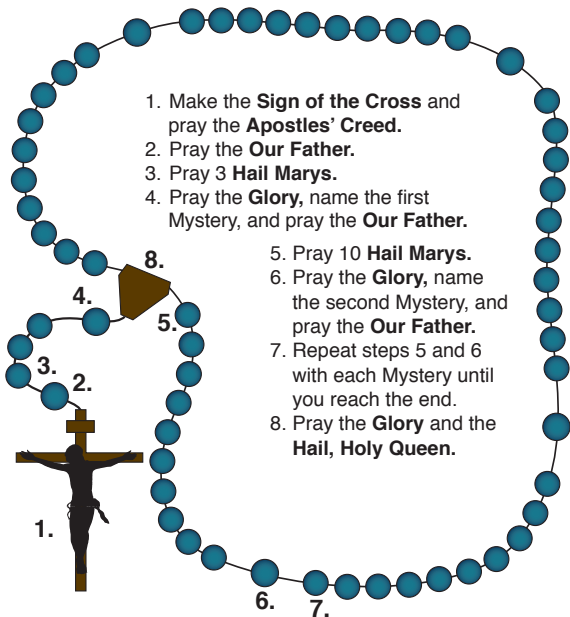 1. Make the Sign of the Cross and
pray the Apostles' Creed.
2. Pray the Our Father.
3. Pray 3 Hail Marys.
4. Pray the Glory, name the first
Mystery, and pray the Our Father.
5. Pray 10 Hail Marys.
6. Pray the Glory, name
the second Mystery, and
pray the Our Father.
7. Repeat steps 5 and 6
with each Mystery until
you reach the end.
8. Pray the Glory and the
Hail, Holy Queen.
8.
4.
5.
3.
2.
1.
6.
7.